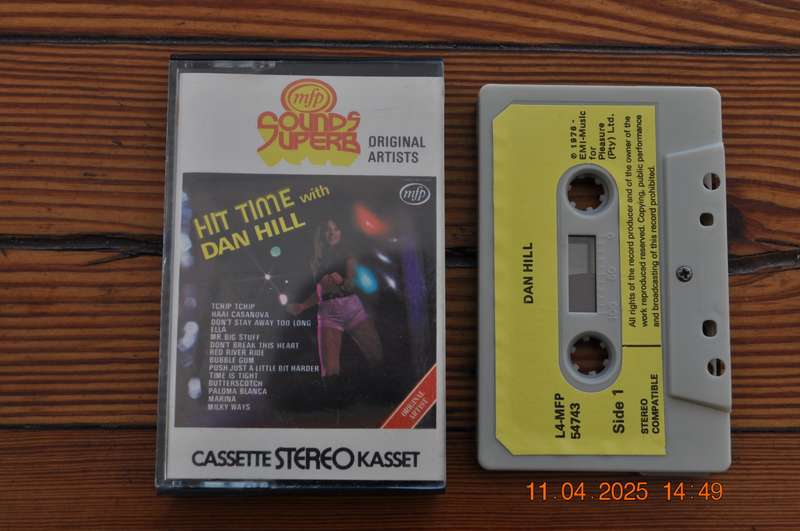 mfp
SOUNDS
SUPERB
ORIGINAL
ARTISTS
mfp
HIT TIME with
DAN HILL
TCHIP TCHIP
HAAI CASANOVA
DON'T STAY AWAY TOO LONG
ELLA
MR BIG STUFF
DON'T BREAK THIS HEART
RED RIVER RIDE
BUBBLE GUM
PUSH JUST A LITTLE BIT HARDER
TIME IS TIGHT
BUTTERSCOTCH
PALOMA BLANCA
MARINA
MILKY WAYS
ORIGINAL
ARTIST
CASSETTE STEREO KASSET
DAN HILL
L4-MFP
54743
Side 1
STEREO
COMPATIBLE
℗ 1976 -
EMI-Music
for
Pleasure
(Pty) Ltd.
All rights of the record producer and of the owner of the
work reproduced reserved. Copying, public performance
and broadcasting of this record prohibited.
100 50 0
11.04.2025 14:49